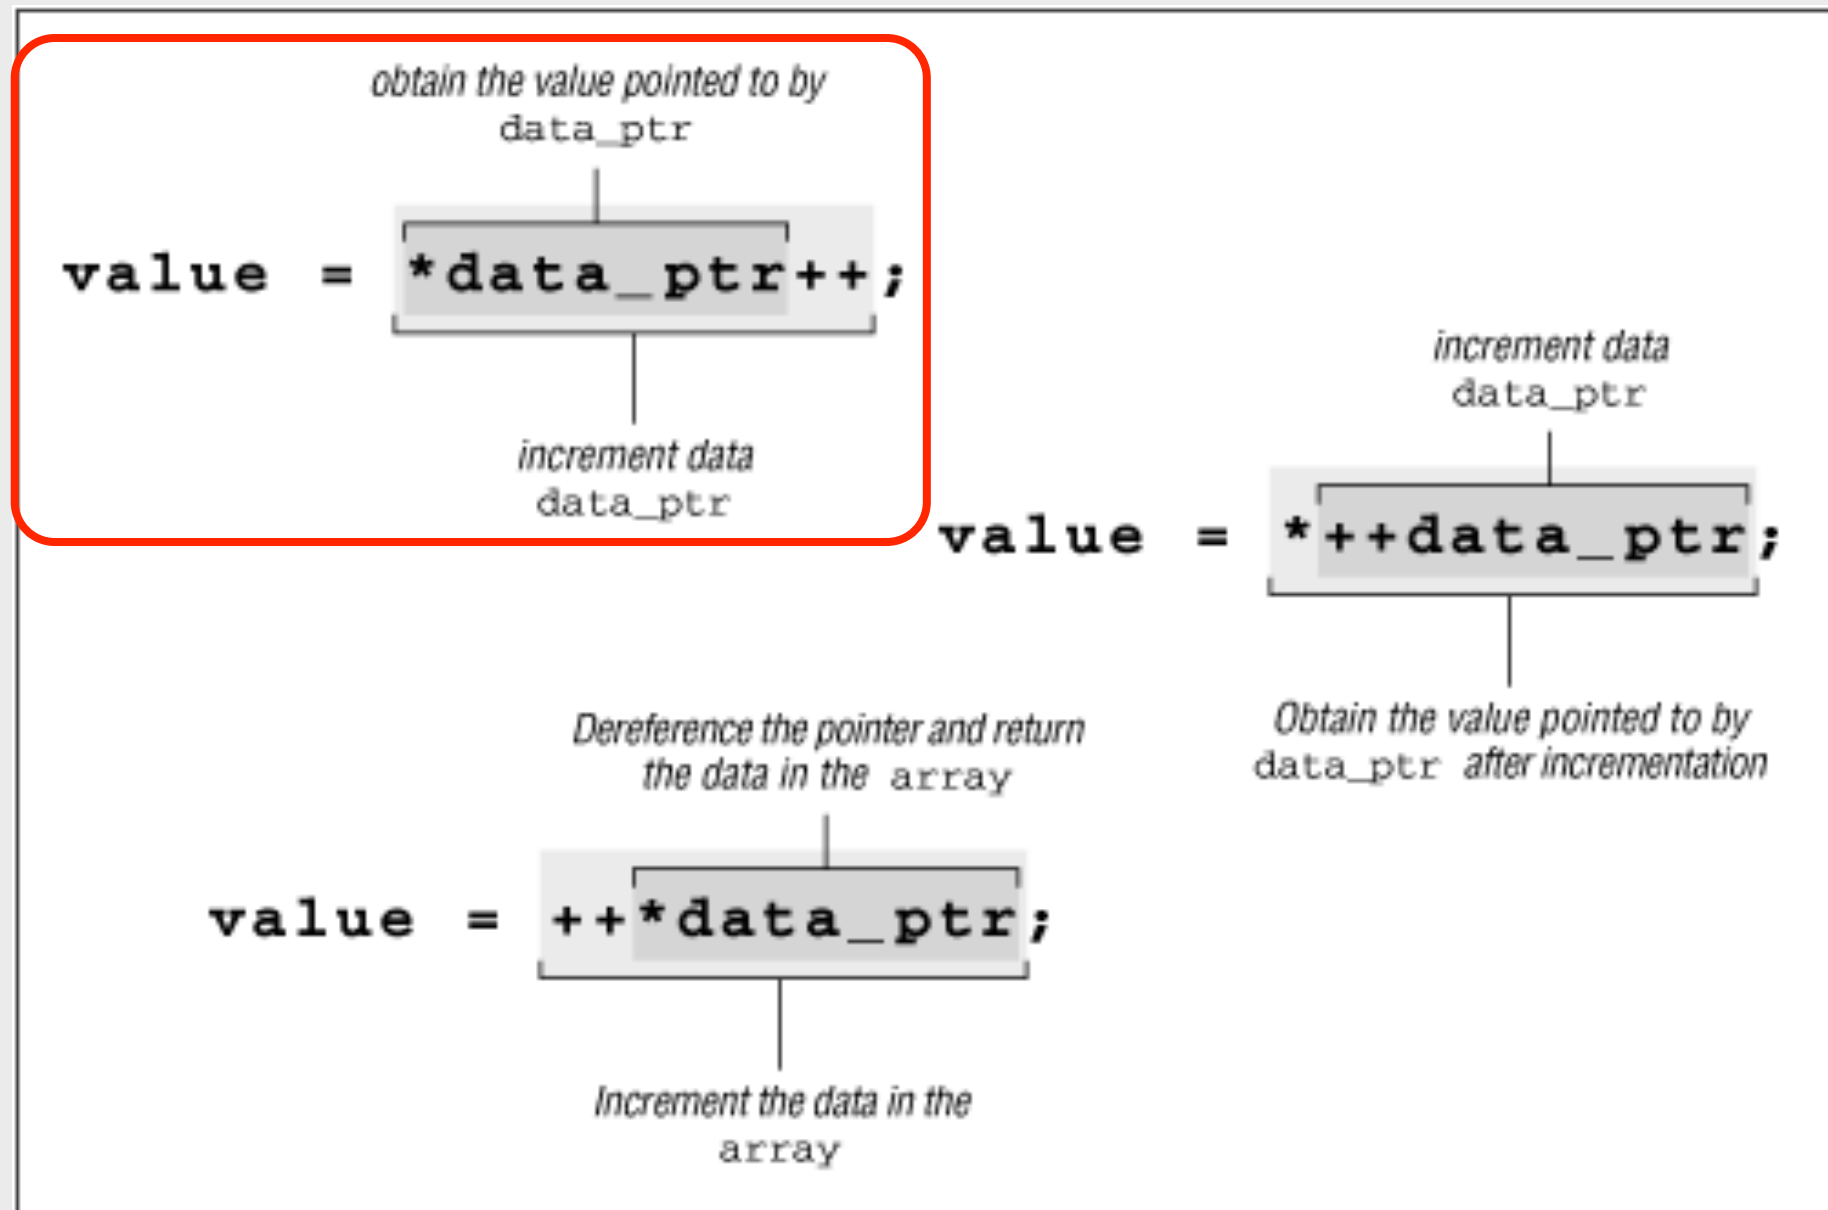 obtain the value pointed to by
data_ptr
value = *data_ptr++;
increment data
data_ptr
increment data
data_ptr
value = *++data_ptr;
Obtain the value pointed to by
data_ptr after incrementation
Dereference the pointer and return
the data in the array
value = ++*data_ptr;
Increment the data in the
array